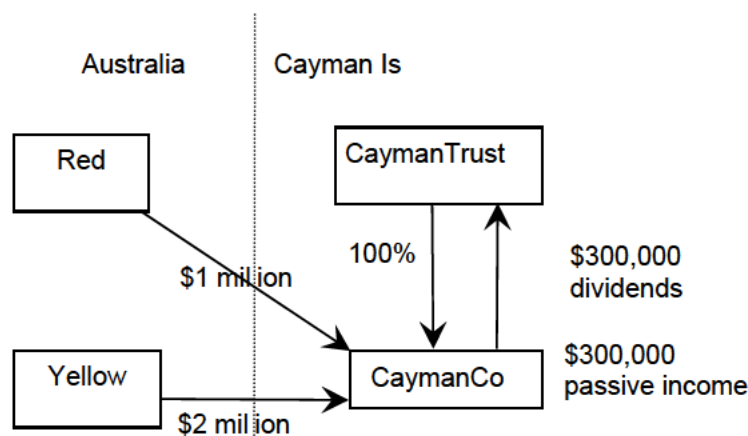 Australia
Cayman Is
Red
CaymanTrust
100%
$300,000
dividends
$1 million
Yellow
CaymanCo
$300,000
passive income
$2 million